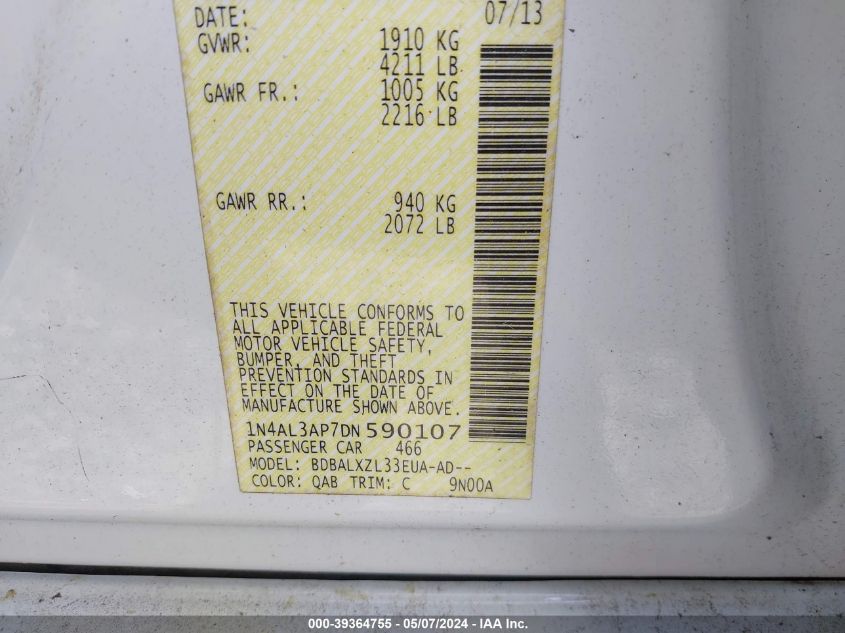 DATE: 07/13
GVWR: 1910 KG
4211 LB
GAWR FR.: 1005 KG
2216 LB
GAWR RR.: 940 KG
2072 LB
THIS VEHICLE CONFORMS TO
ALL APPLICABLE FEDERAL
MOTOR VEHICLE SAFETY,
BUMPER, AND THEFT
PREVENTION STANDARDS IN
EFFECT ON THE DATE OF
MANUFACTURE SHOWN ABOVE.
1N4AL3AP7DN590107
PASSENGER CAR 466
MODEL: BDBALXZL33EUA-AD--
COLOR: QAB TRIM: C 9N00A
000-39364755 - 05/07/2024 - IAA Inc.